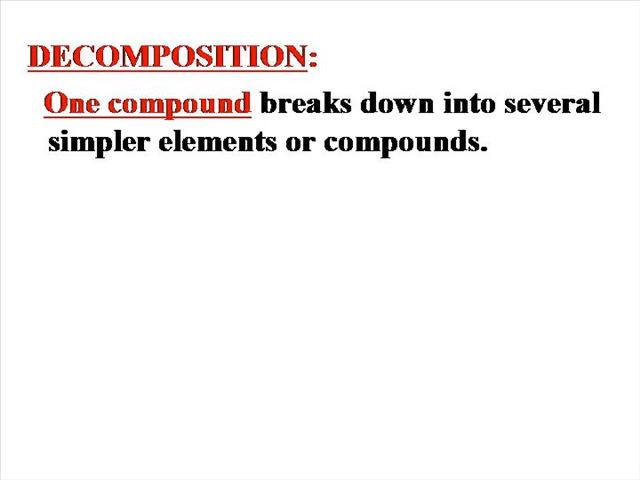 DECOMPOSITION:
One compound breaks down into several
simpler elements or compounds.